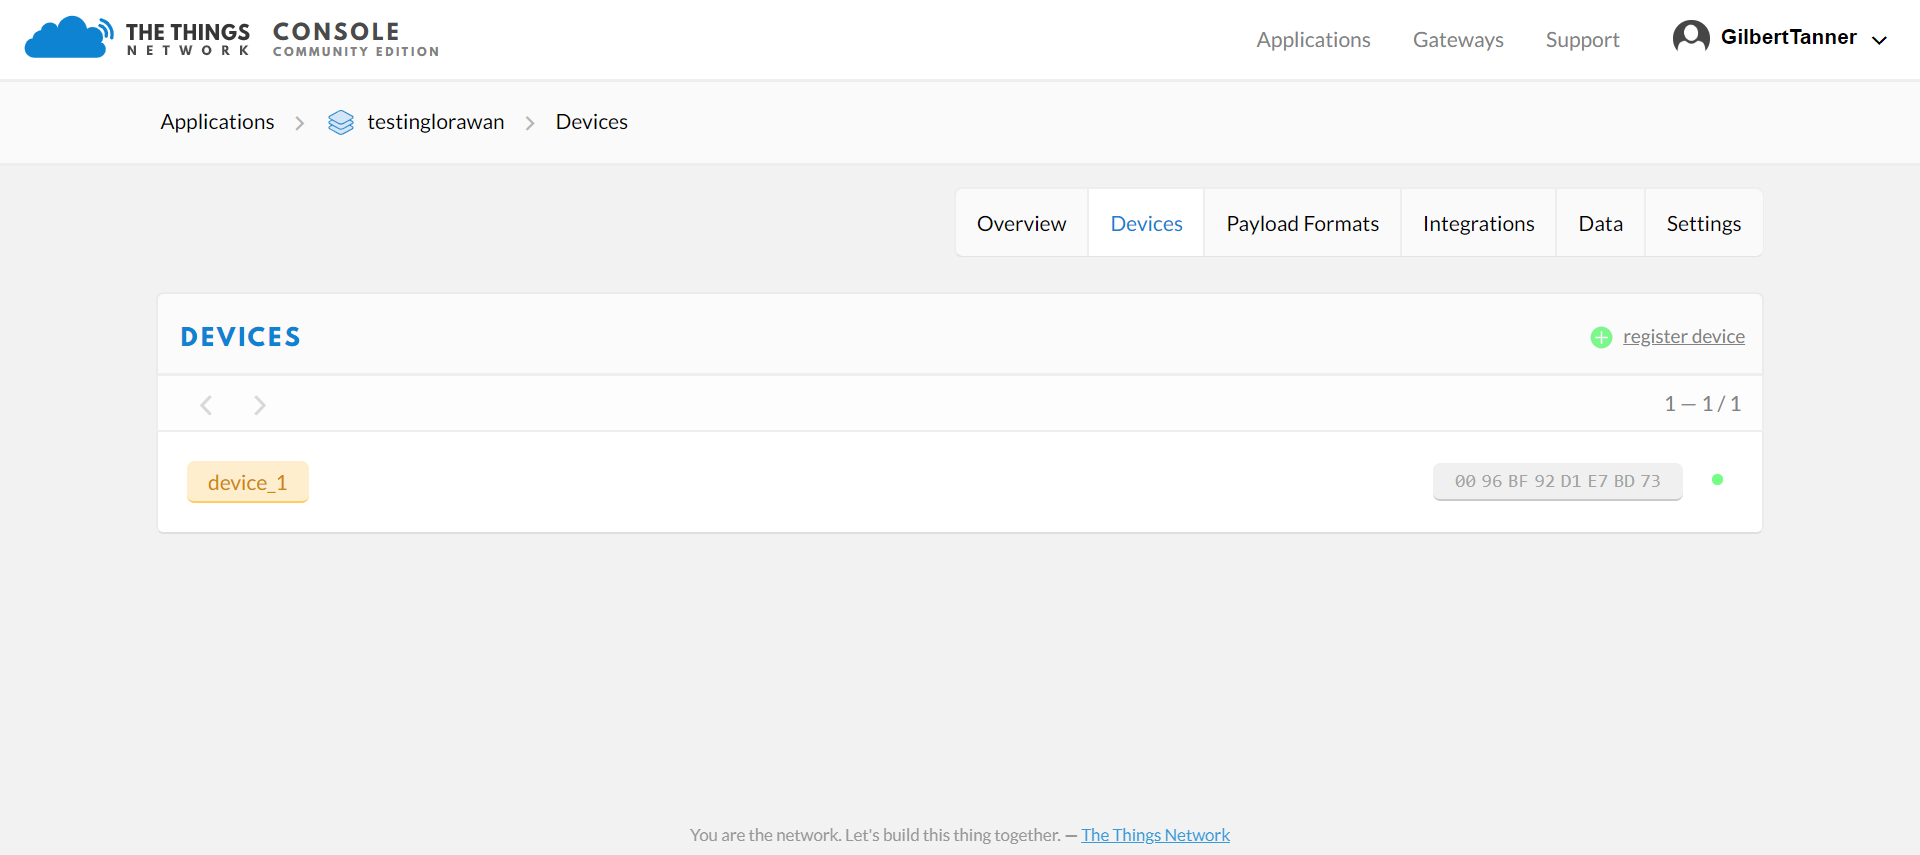 THE THINGS NETWORK CONSOLE COMMUNITY EDITION
Applications Gateways Support GilbertTanner
Applications testinglorawan Devices
Overview Devices Payload Formats Integrations Data Settings
DEVICES register device
1 — 1 / 1
device_1 00 96 BF 92 D1 E7 BD 73
You are the network. Let's build this thing together. — The Things Network